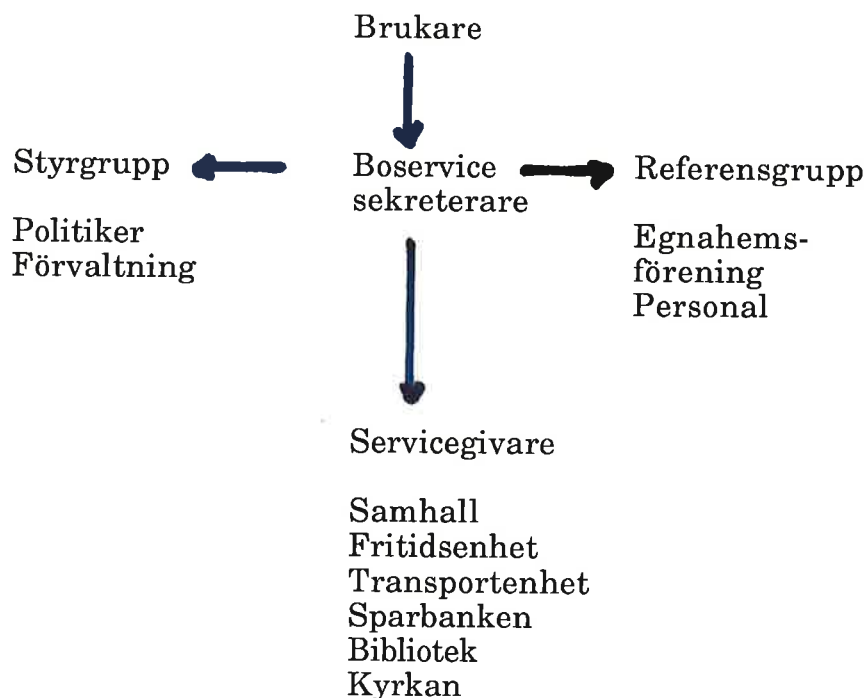 Brukare
Styrgrupp
Politiker
Förvaltning
Boservice
sekreterare
Referensgrupp
Egnahems-
förening
Personal
Servicegivare
Samhall
Fritidsenhet
Transportenhet
Sparbanken
Bibliotek
Kyrkan